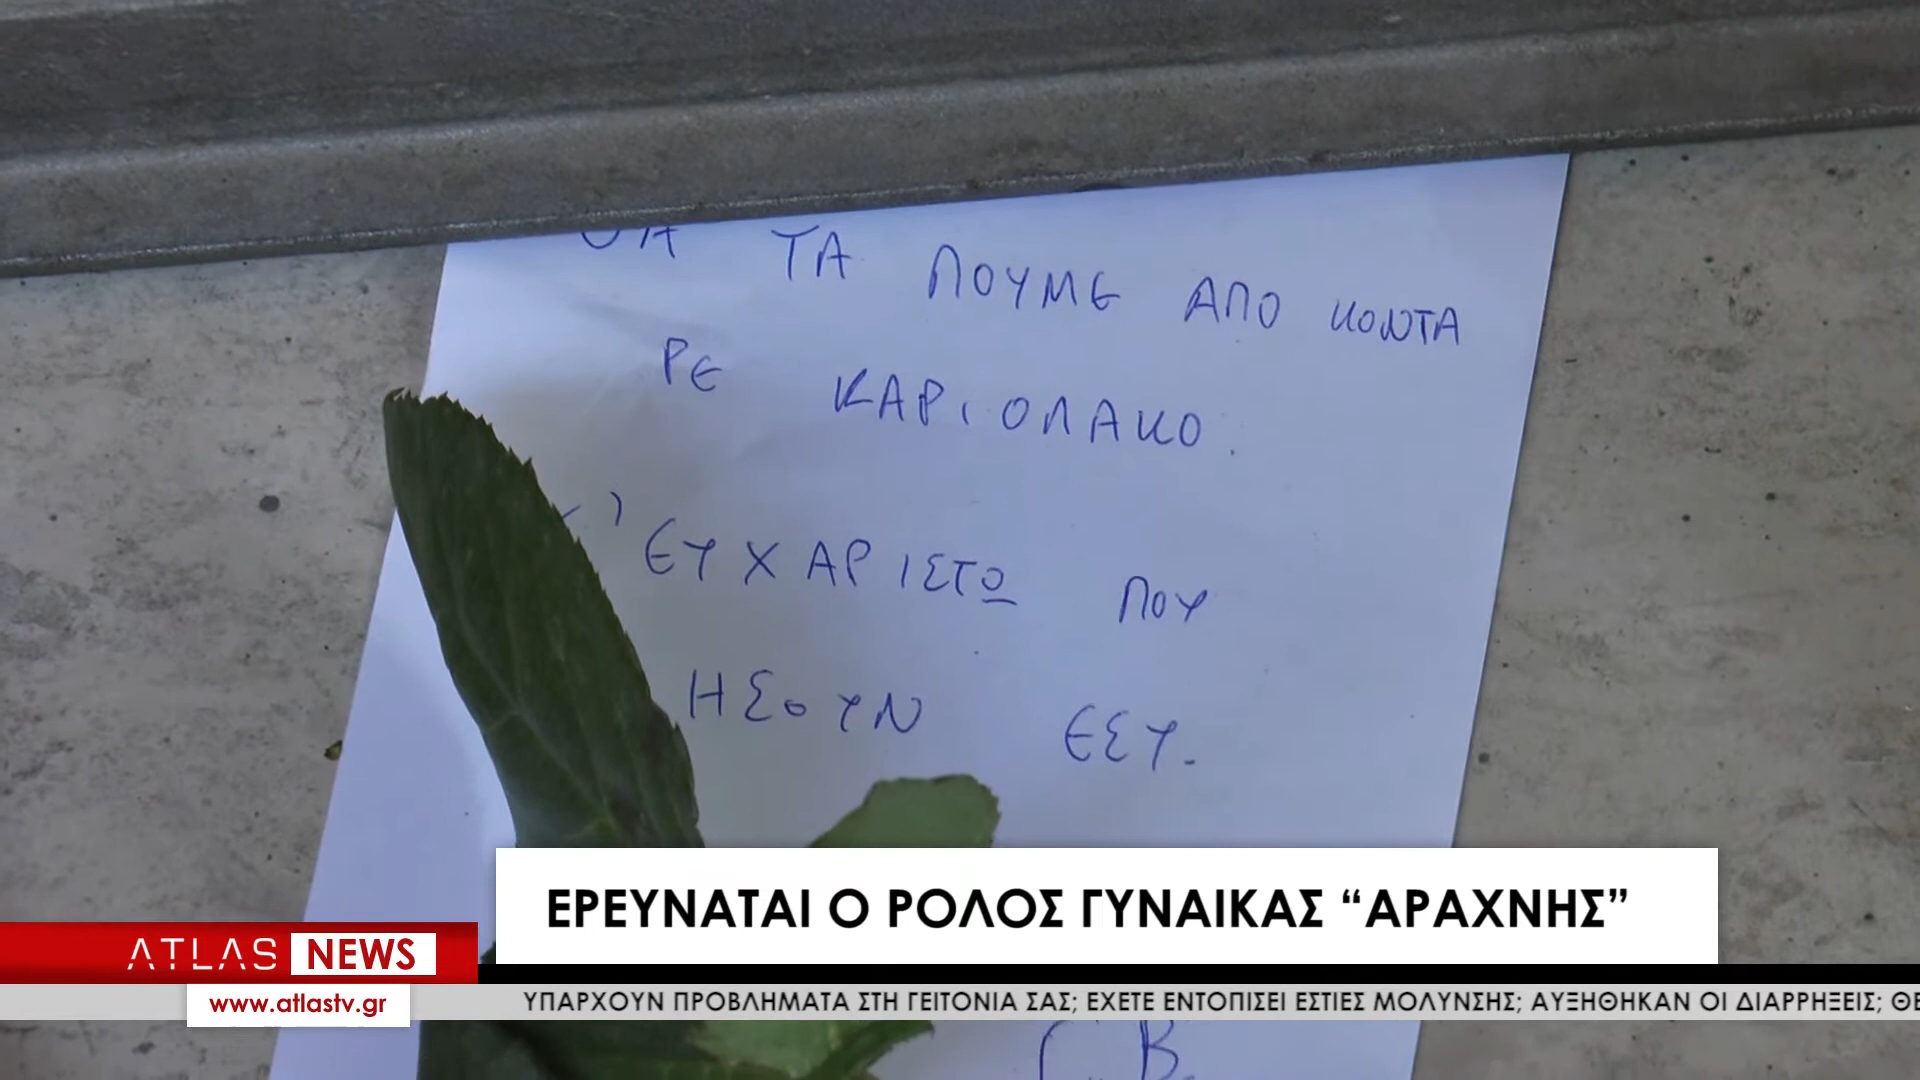 ΘΑ ΤΑ ΠΟΥΜΕ ΑΠΟ ΚΟΝΤΑ
ΡΕ ΚΑΡΙΟΛΑΚΟ.
ΕΥΧΑΡΙΣΤΩ ΠΟΥ
ΗΣΟΥΝ ΕΣΥ.
ΕΡΕΥΝΑΤΑΙ Ο ΡΟΛΟΣ ΓΥΝΑΙΚΑΣ “ΑΡΑΧΝΗΣ”
ATLAS NEWS
www.atlastv.gr
ΥΠΑΡΧΟΥΝ ΠΡΟΒΛΗΜΑΤΑ ΣΤΗ ΓΕΙΤΟΝΙΑ ΣΑΣ; ΕΧΕΤΕ ΕΝΤΟΠΙΣΕΙ ΕΣΤΙΕΣ ΜΟΛΥΝΣΗΣ; ΑΥΞΗΘΗΚΑΝ ΟΙ ΔΙΑΡΡΗΞΕΙΣ;